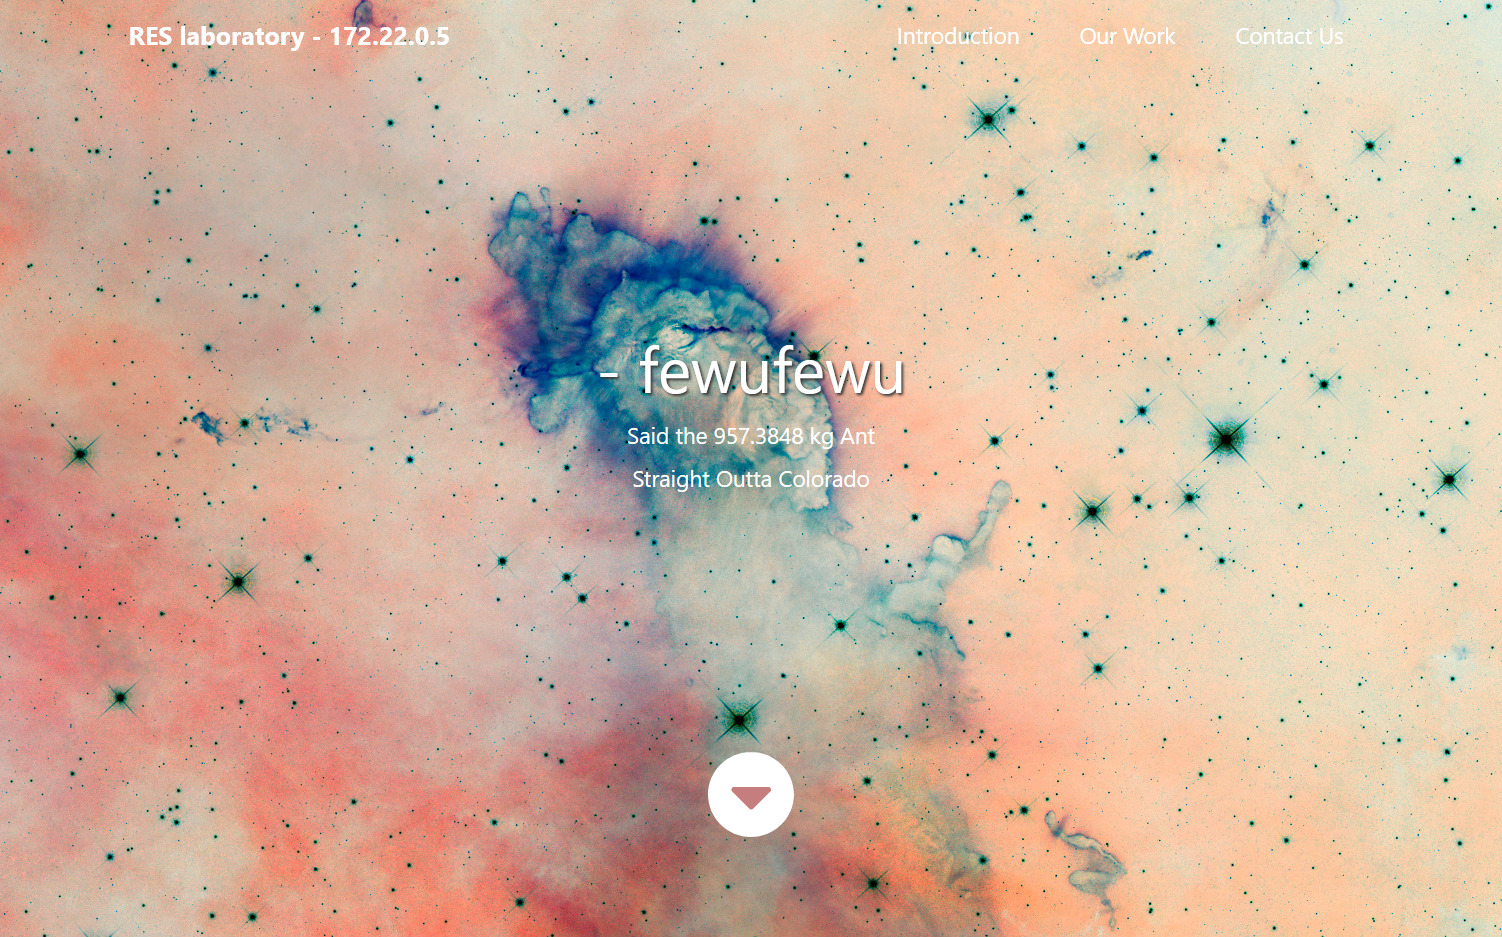 RES laboratory - 172.22.0.5
Introduction
Our Work
Contact Us
- fewufewu
Said the 957.3848 kg Ant
Straight Outta Colorado